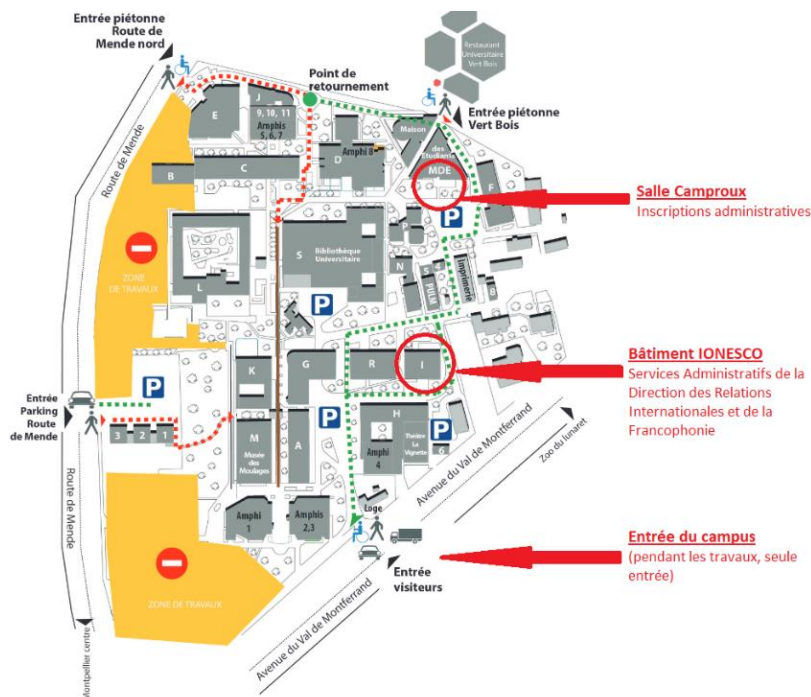 Entrée piétonne
Route de
Mende nord
Restaurant
Universitaire
Vert Bois
Point de
retournement
Entrée piétonne
Vert Bois
E
J
9, 10, 11
Amphis
5, 6, 7
Amphi 8
D
Maison
des
Etudiants
MDE
F
Route de Mende
B
C
Salle Camproux
Inscriptions administratives
P
P
ZONE
DE TRAVAUX
L
S
Bibliothèque
Universitaire
N
5
4
PULM
Imprimerie
8
P
P
K
G
R
I
Bâtiment IONESCO
Services Administratifs de la
Direction des Relations
Internationales et de la
Francophonie
Entrée
Parking
Route
de Mende
3
2
1
M
Musée
des
Moulages
A
P
H
Amphi
4
Théâtre
La
Vignette
6
Avenue du Val de Montferrand
Zoo du lunaret
Route de Mende
Amphi
1
Amphis
2,3
Loge
Entrée
visiteurs
Entrée du campus
(pendant les travaux, seule
entrée)
ZONE DE TRAVAUX
Avenue du Val de Montferrand
Montpellier centre